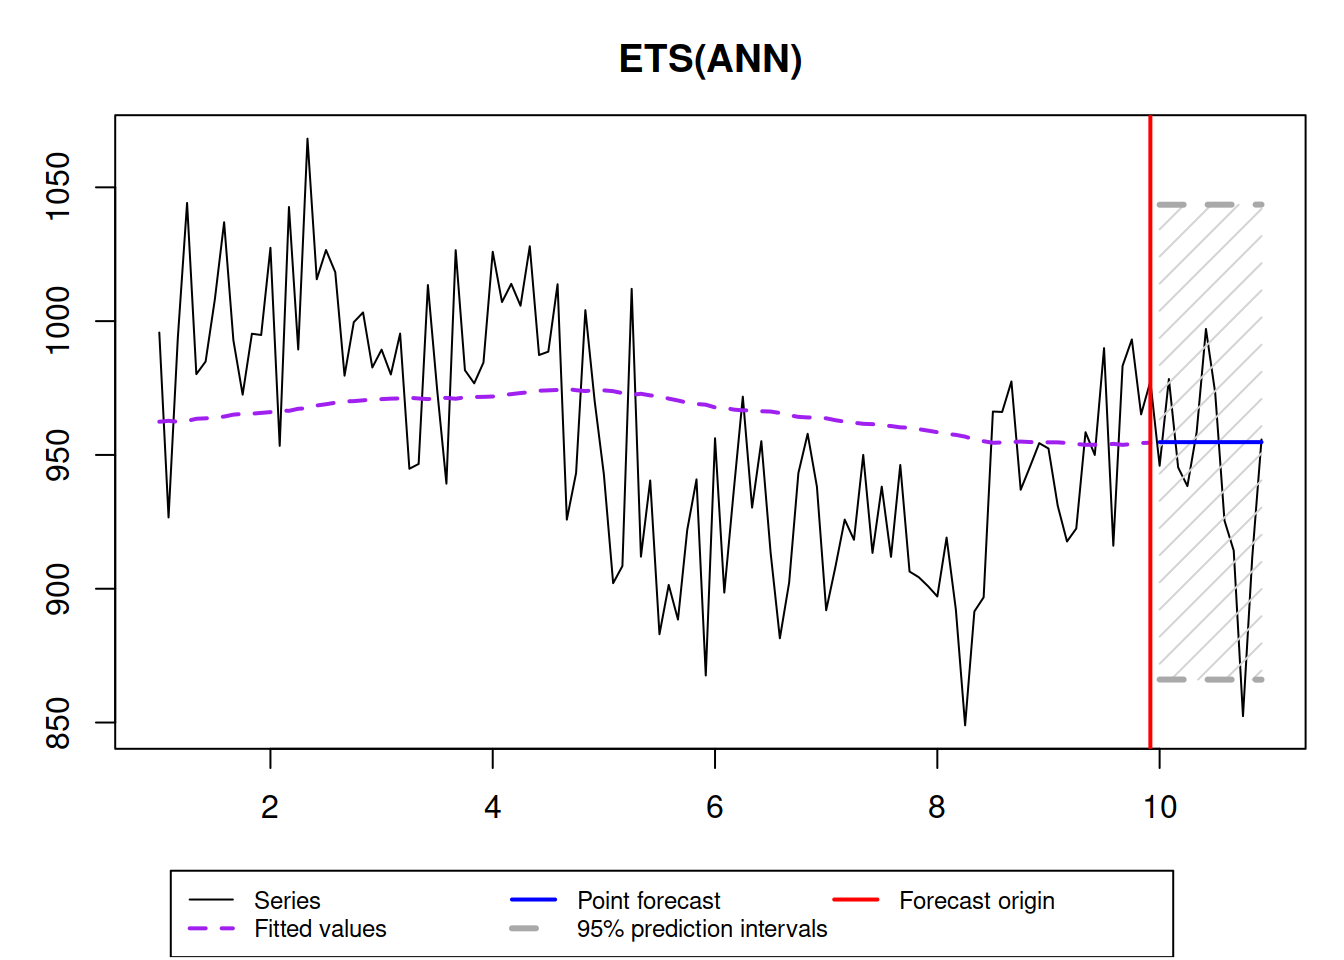 ETS(ANN)
1050
1000
950
900
850
2 4 6 8 10
Series Point forecast Forecast origin
Fitted values 95% prediction intervals